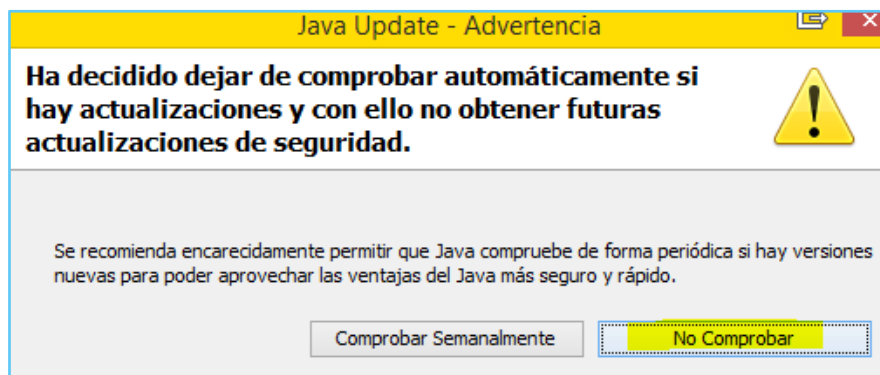 Java Update - Advertencia
Ha decidido dejar de comprobar automáticamente si
hay actualizaciones y con ello no obtener futuras
actualizaciones de seguridad.
Se recomienda encarecidamente permitir que Java compruebe de forma periódica si hay versiones
nuevas para poder aprovechar las ventajas del Java más seguro y rápido.
Comprobar Semanalmente No Comprobar